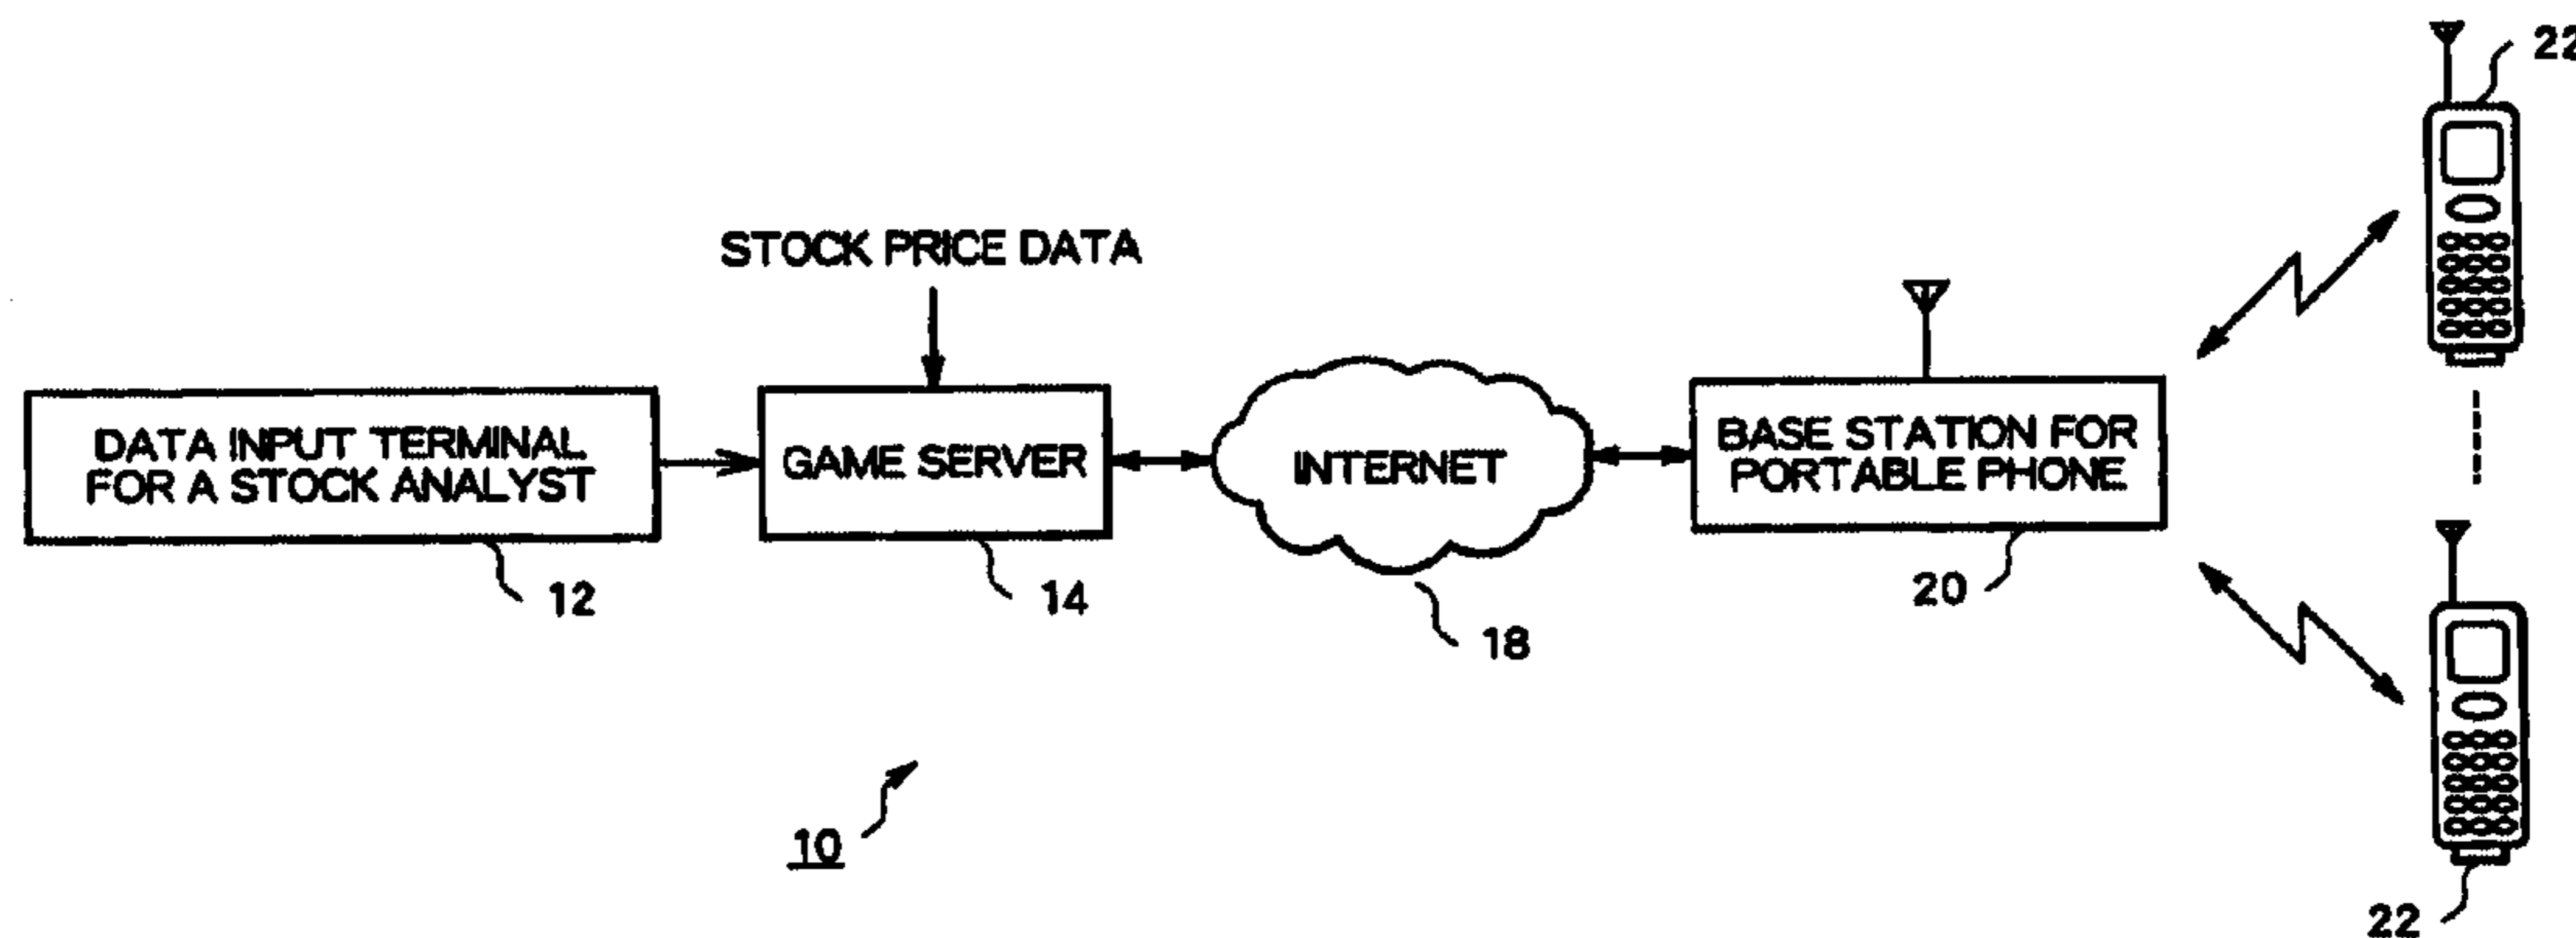 22
STOCK PRICE DATA
DATA INPUT TERMINAL
FOR A STOCK ANALYST
GAME SERVER
INTERNET
BASE STATION FOR
PORTABLE PHONE
12
14
18
20
10
22